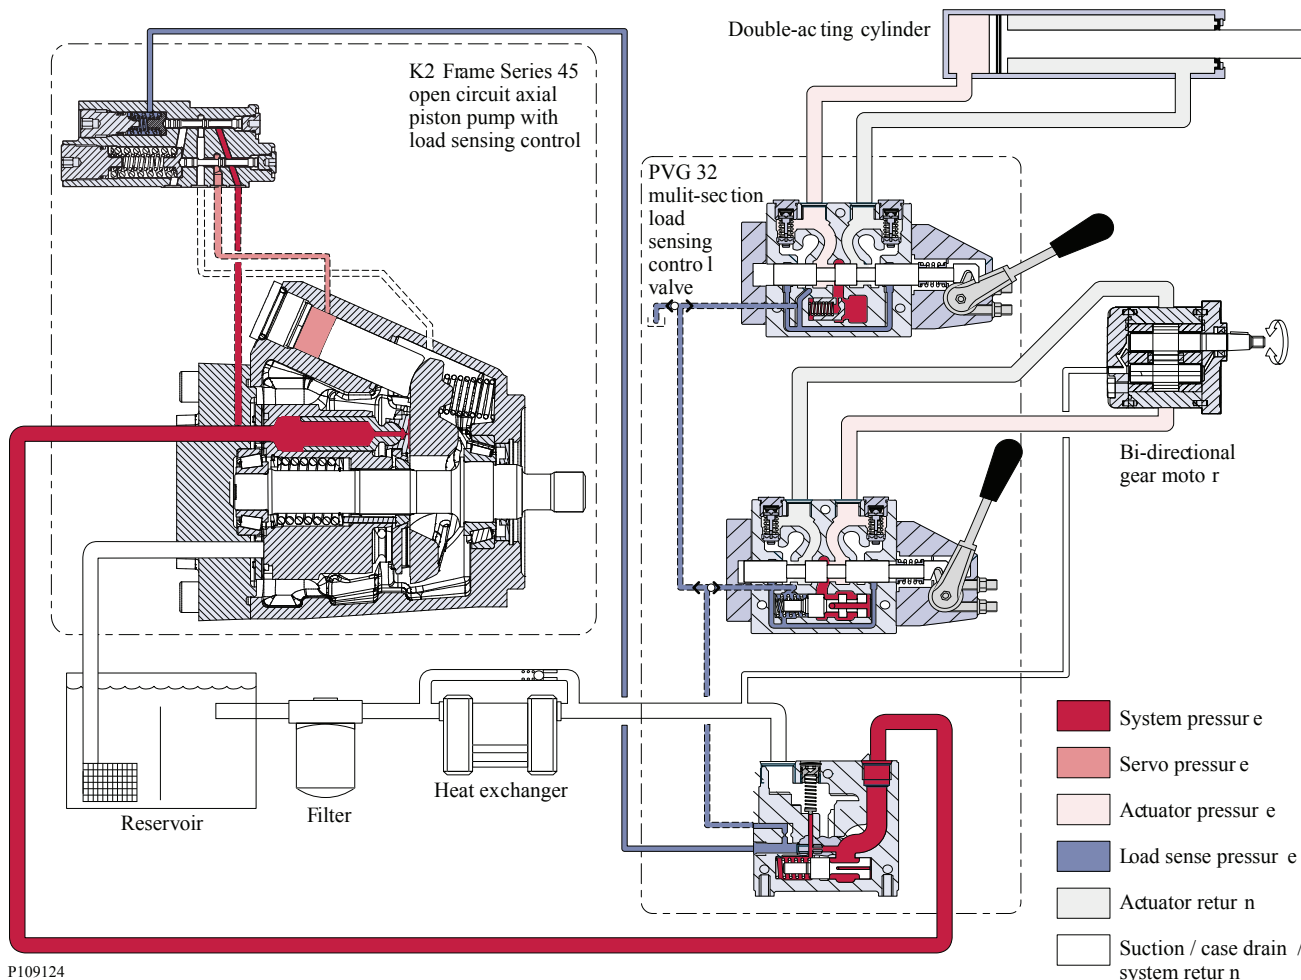 Double-ac ting cylinder
K2 Frame Series 45
open circuit axial
piston pump with
load sensing control
PVG 32
mulit-section
load
sensing
contro l
valve
Bi-directional
gear moto r
Reservoir
Filter
Heat exchanger
System pressur e
Servo pressur e
Actuator pressur e
Load sense pressur e
Actuator retur n
Suction / case drain /
system retur n
P109124